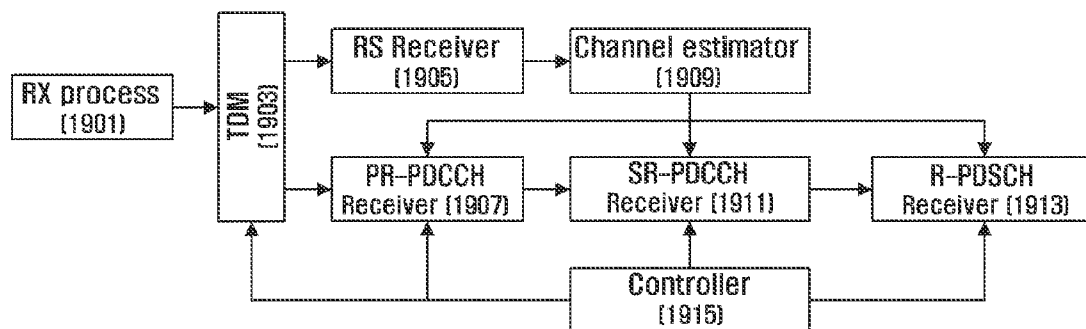 RX process
(1901)
TDM
(1903)
RS Receiver
(1905)
Channel estimator
(1909)
PR-PDCCH
Receiver (1907)
SR-PDCCH
Receiver (1911)
R-PDSCH
Receiver (1913)
Controller
(1915)